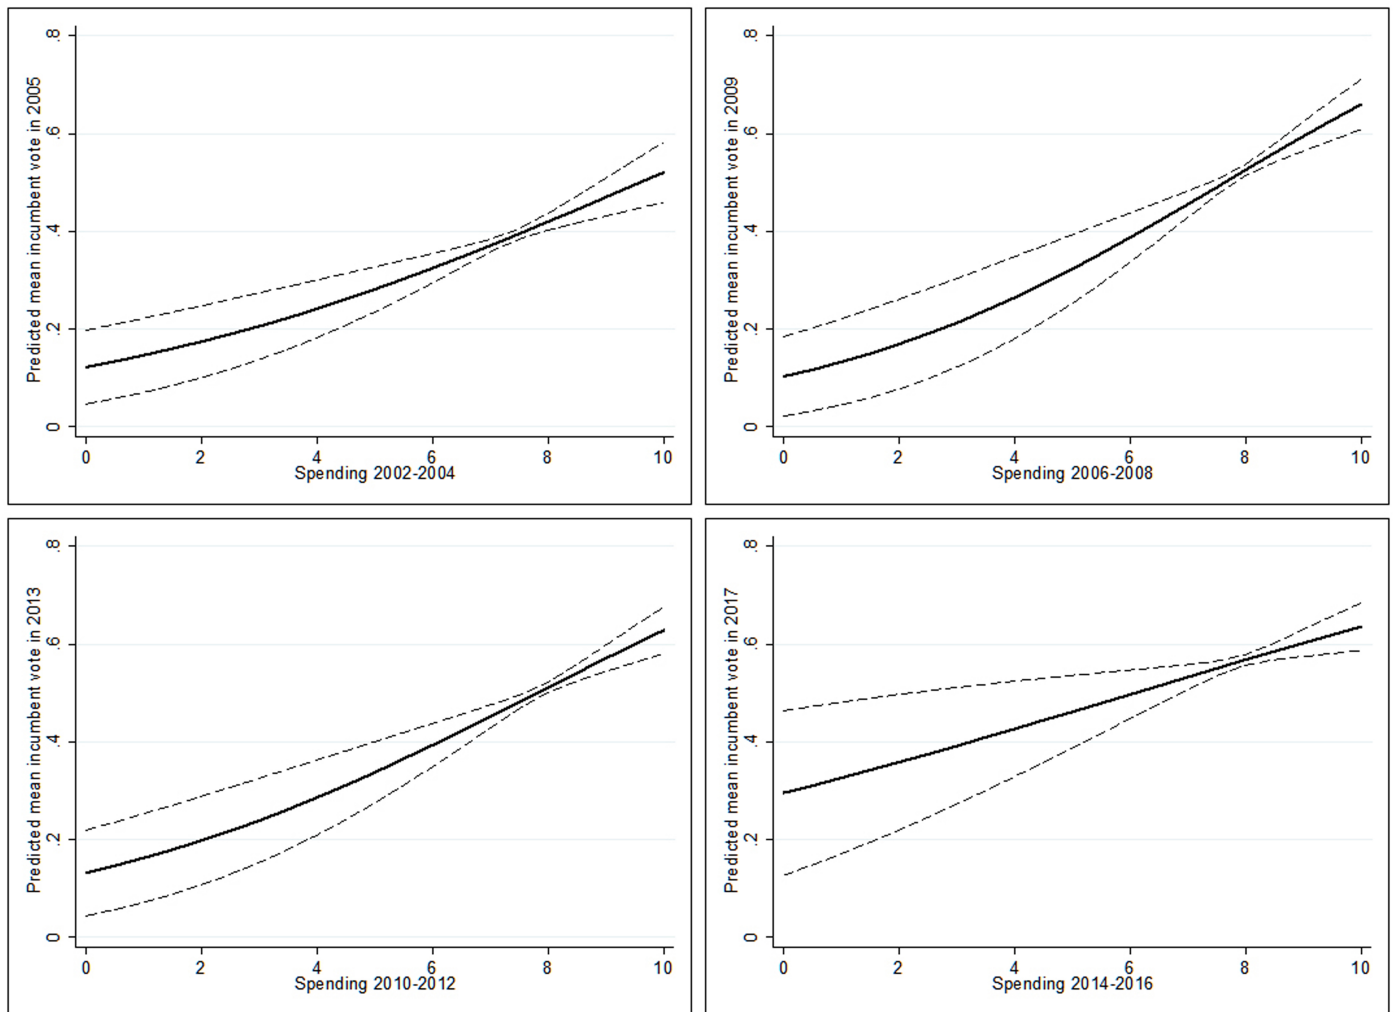 Predicted mean incumbent vote in 2005
.8
.6
.4
.2
0
0 2 4 6 8 10
Spending 2002-2004
Predicted mean incumbent vote in 2009
.8
.6
.4
.2
0
0 2 4 6 8 10
Spending 2006-2008
Predicted mean incumbent vote in 2013
.8
.6
.4
.2
0
0 2 4 6 8 10
Spending 2010-2012
Predicted mean incumbent vote in 2017
.8
.6
.4
.2
0
0 2 4 6 8 10
Spending 2014-2016